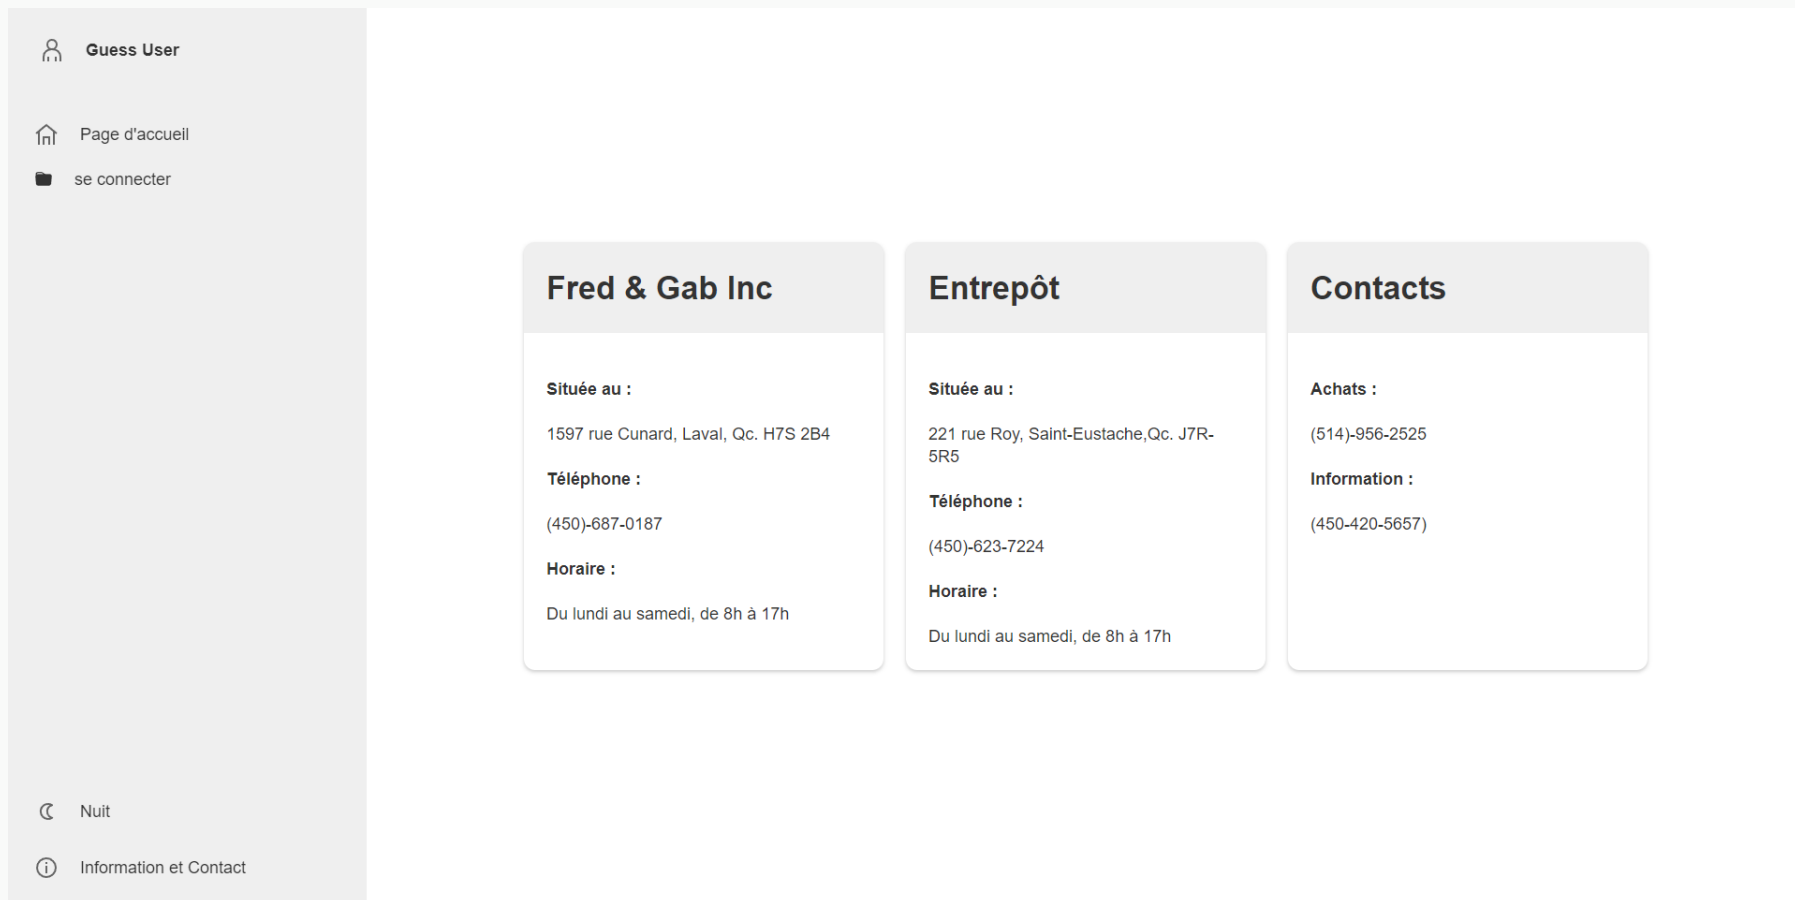 Guess User
Page d'accueil
se connecter
Nuit
Information et Contact
Fred & Gab Inc
Située au :
1597 rue Cunard, Laval, Qc. H7S 2B4
Téléphone :
(450)-687-0187
Horaire :
Du lundi au samedi, de 8h à 17h
Entrepôt
Située au :
221 rue Roy, Saint-Eustache,Qc. J7R-
5R5
Téléphone :
(450)-623-7224
Horaire :
Du lundi au samedi, de 8h à 17h
Contacts
Achats :
(514)-956-2525
Information :
(450-420-5657)